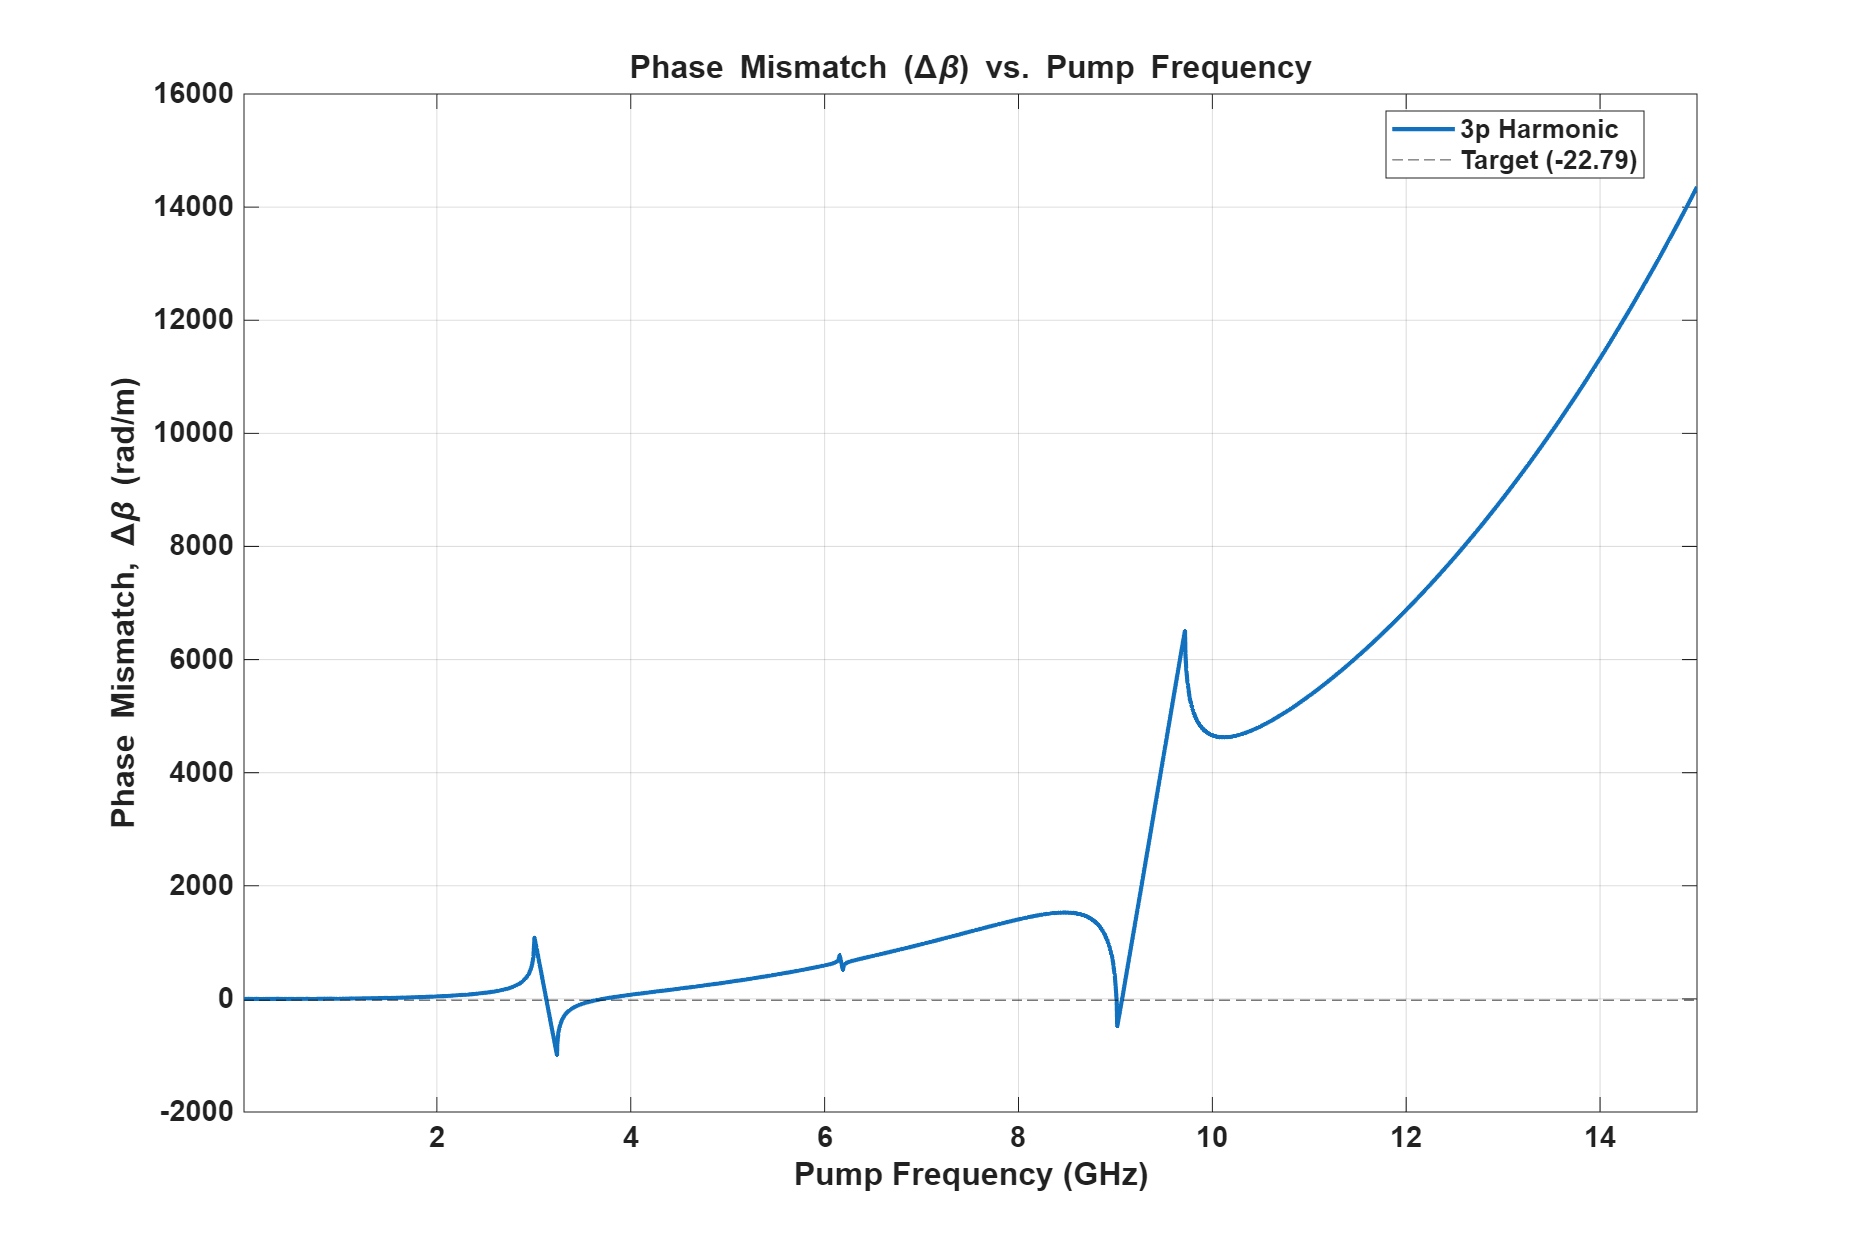 Phase Mismatch (Δβ) vs. Pump Frequency
3p Harmonic
Target (-22.79)
16000
14000
12000
10000
8000
6000
4000
2000
0
-2000
Phase Mismatch, Δβ (rad/m)
2 4 6 8 10 12 14
Pump Frequency (GHz)